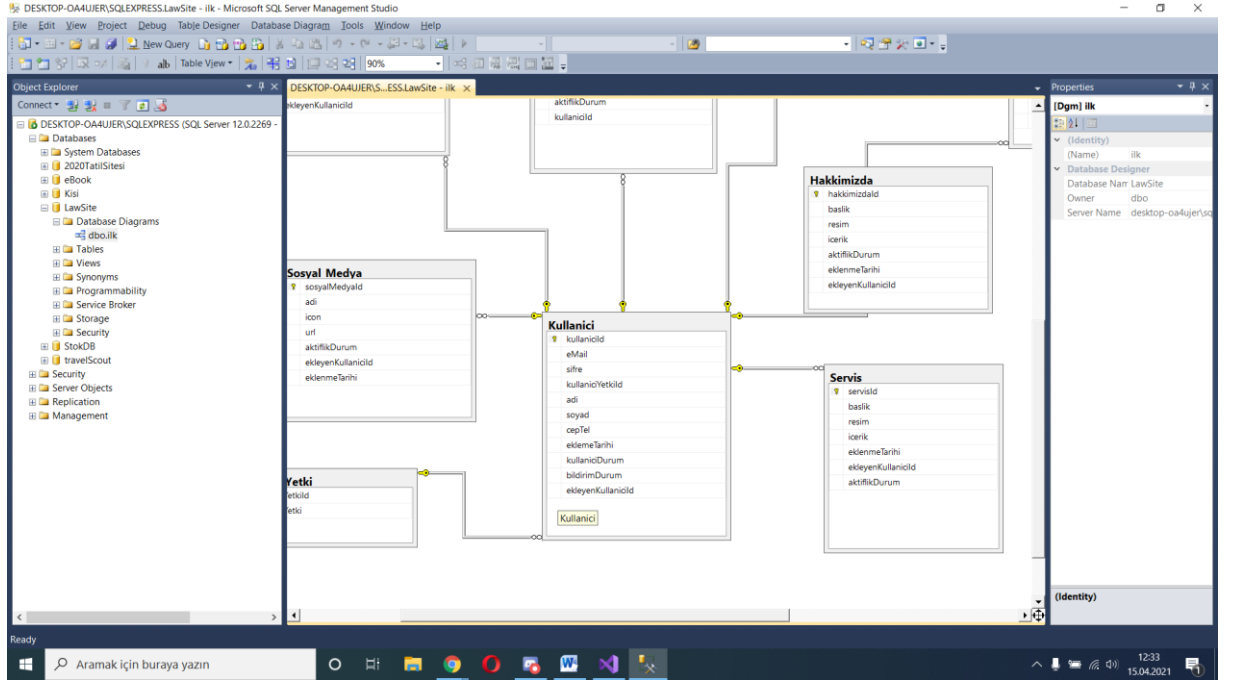 DESKTOP-OA4UJER\SQLEXPRESS.LawSite - ilk - Microsoft SQL Server Management Studio
File Edit View Project Debug Table Designer Database Diagram Tools Window Help
New Query
Table View 90%
Object Explorer
Connect
DESKTOP-OA4UJER\SQLEXPRESS (SQL Server 12.0.2269 -
Databases
System Databases
2020TatilSitesi
eBook
Kisi
LawSite
Database Diagrams
dbo.ilk
Tables
Views
Synonyms
Programmability
Service Broker
Storage
Security
StokDB
travelScout
Security
Server Objects
Replication
Management
DESKTOP-OA4UJER\S...ESS.LawSite - ilk
ekleyenKullaniciId
aktiflikDurum
kullaniciId
Hakkimizda
hakkimizdaId
baslik
resim
icerik
aktiflikDurum
eklenmeTarihi
ekleyenKullaniciId
Sosyal Medya
sosyalMedyaId
adi
icon
url
aktiflikDurum
ekleyenKullaniciId
eklenmeTarihi
Kullanici
kullaniciId
eMail
sifre
kullaniciYetkiId
adi
soyad
cepTel
eklemeTarihi
kullaniciDurum
bildirimDurum
ekleyenKullaniciId
Kullanici
Servis
servisId
baslik
resim
icerik
eklenmeTarihi
ekleyenKullaniciId
aktiflikDurum
Yetki
YetkiId
Yetki
Properties
[Dgm] ilk
(Identity)
(Name) ilk
Database Designer
Database Nam LawSite
Owner dbo
Server Name desktop-oa4ujer\sq
(Identity)
Ready
Aramak için buraya yazın
12:33
15.04.2021